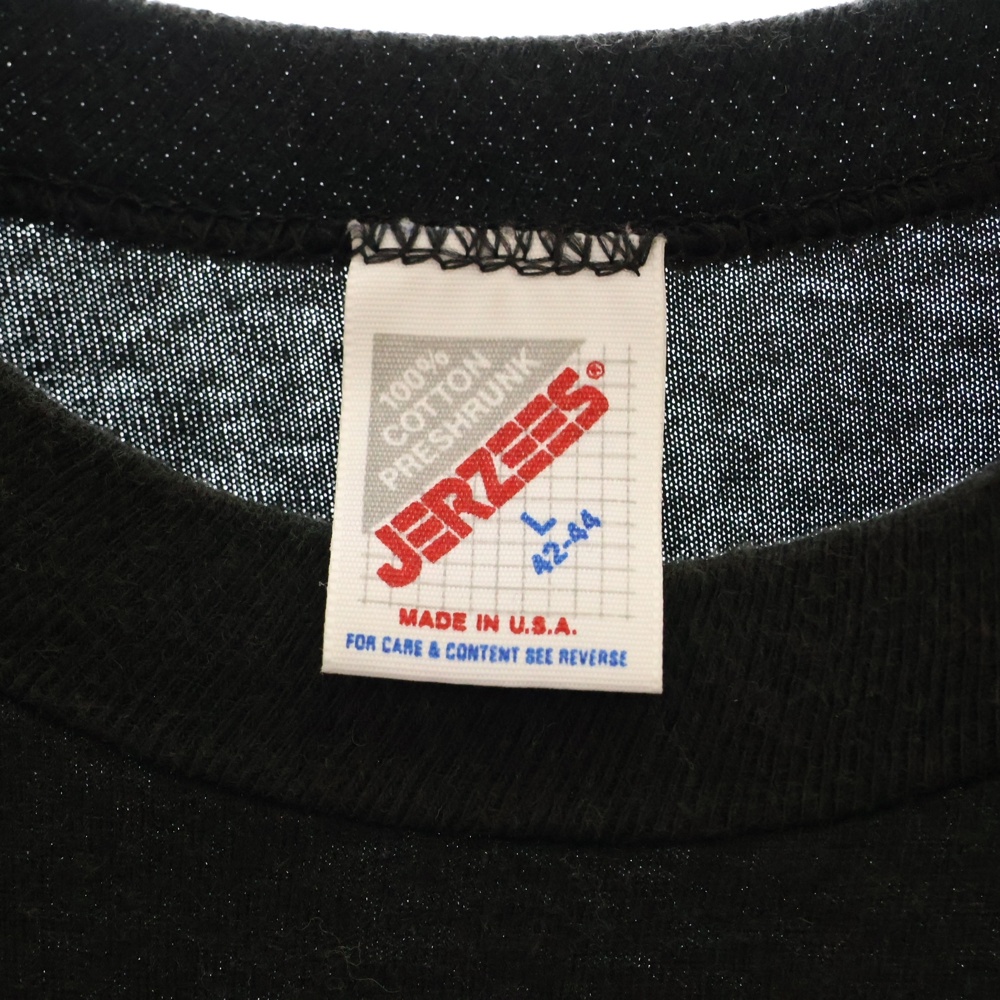 100%
COTTON
PRESHRUNK
JERZEES®
L
42-44
MADE IN U.S.A.
FOR CARE & CONTENT SEE REVERSE